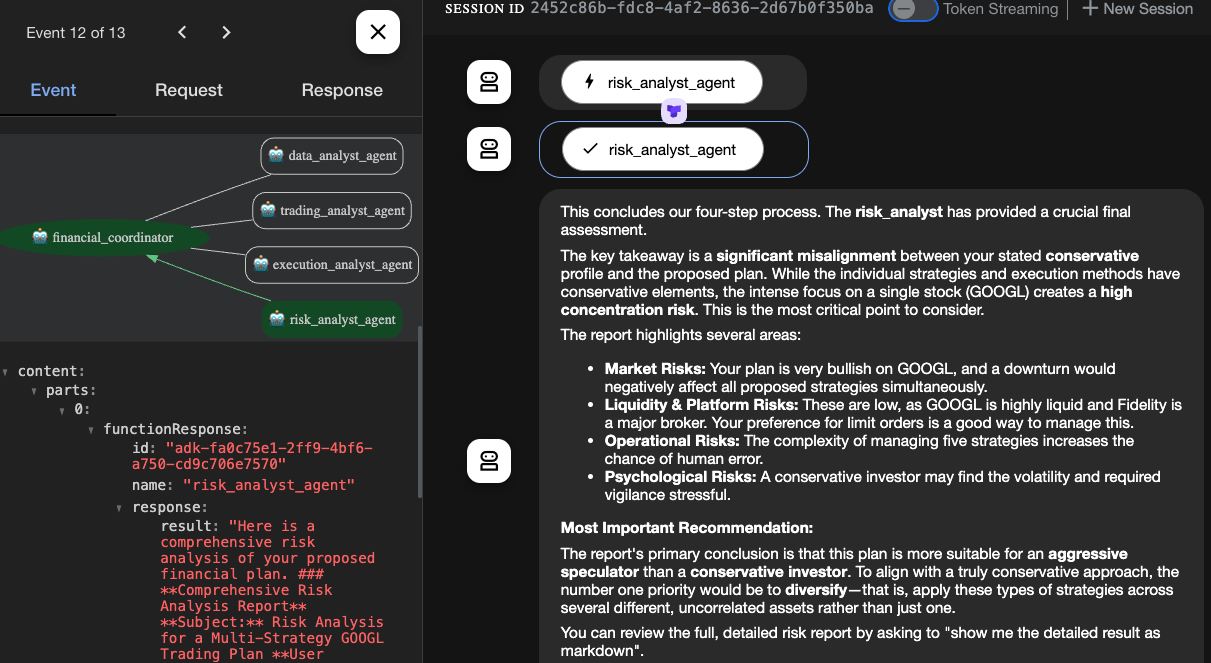 Event 12 of 13
Event Request Response
data_analyst_agent
trading_analyst_agent
financial_coordinator
execution_analyst_agent
risk_analyst_agent
content:
parts:
0:
functionResponse:
id: "adk-fa0c75e1-2ff9-4bf6-
a750-cd9c706e7570"
name: "risk_analyst_agent"
response:
result: "Here is a
comprehensive risk
analysis of your proposed
financial plan. ###
**Comprehensive Risk
Analysis Report**
**Subject:** Risk Analysis
for a Multi-Strategy GOOGL
Trading Plan **User
SESSION ID 2452c86b-fdc8-4af2-8636-2d67b0f350ba Token Streaming + New Session
risk_analyst_agent
risk_analyst_agent
This concludes our four-step process. The risk_analyst has provided a crucial final
assessment.
The key takeaway is a significant misalignment between your stated conservative
profile and the proposed plan. While the individual strategies and execution methods have
conservative elements, the intense focus on a single stock (GOOGL) creates a high
concentration risk. This is the most critical point to consider.
The report highlights several areas:
• Market Risks: Your plan is very bullish on GOOGL, and a downturn would
negatively affect all proposed strategies simultaneously.
• Liquidity & Platform Risks: These are low, as GOOGL is highly liquid and Fidelity is
a major broker. Your preference for limit orders is a good way to manage this.
• Operational Risks: The complexity of managing five strategies increases the
chance of human error.
• Psychological Risks: A conservative investor may find the volatility and required
vigilance stressful.
Most Important Recommendation:
The report's primary conclusion is that this plan is more suitable for an aggressive
speculator than a conservative investor. To align with a truly conservative approach, the
number one priority would be to diversify—that is, apply these types of strategies across
several different, uncorrelated assets rather than just one.
You can review the full, detailed risk report by asking to "show me the detailed result as
markdown".